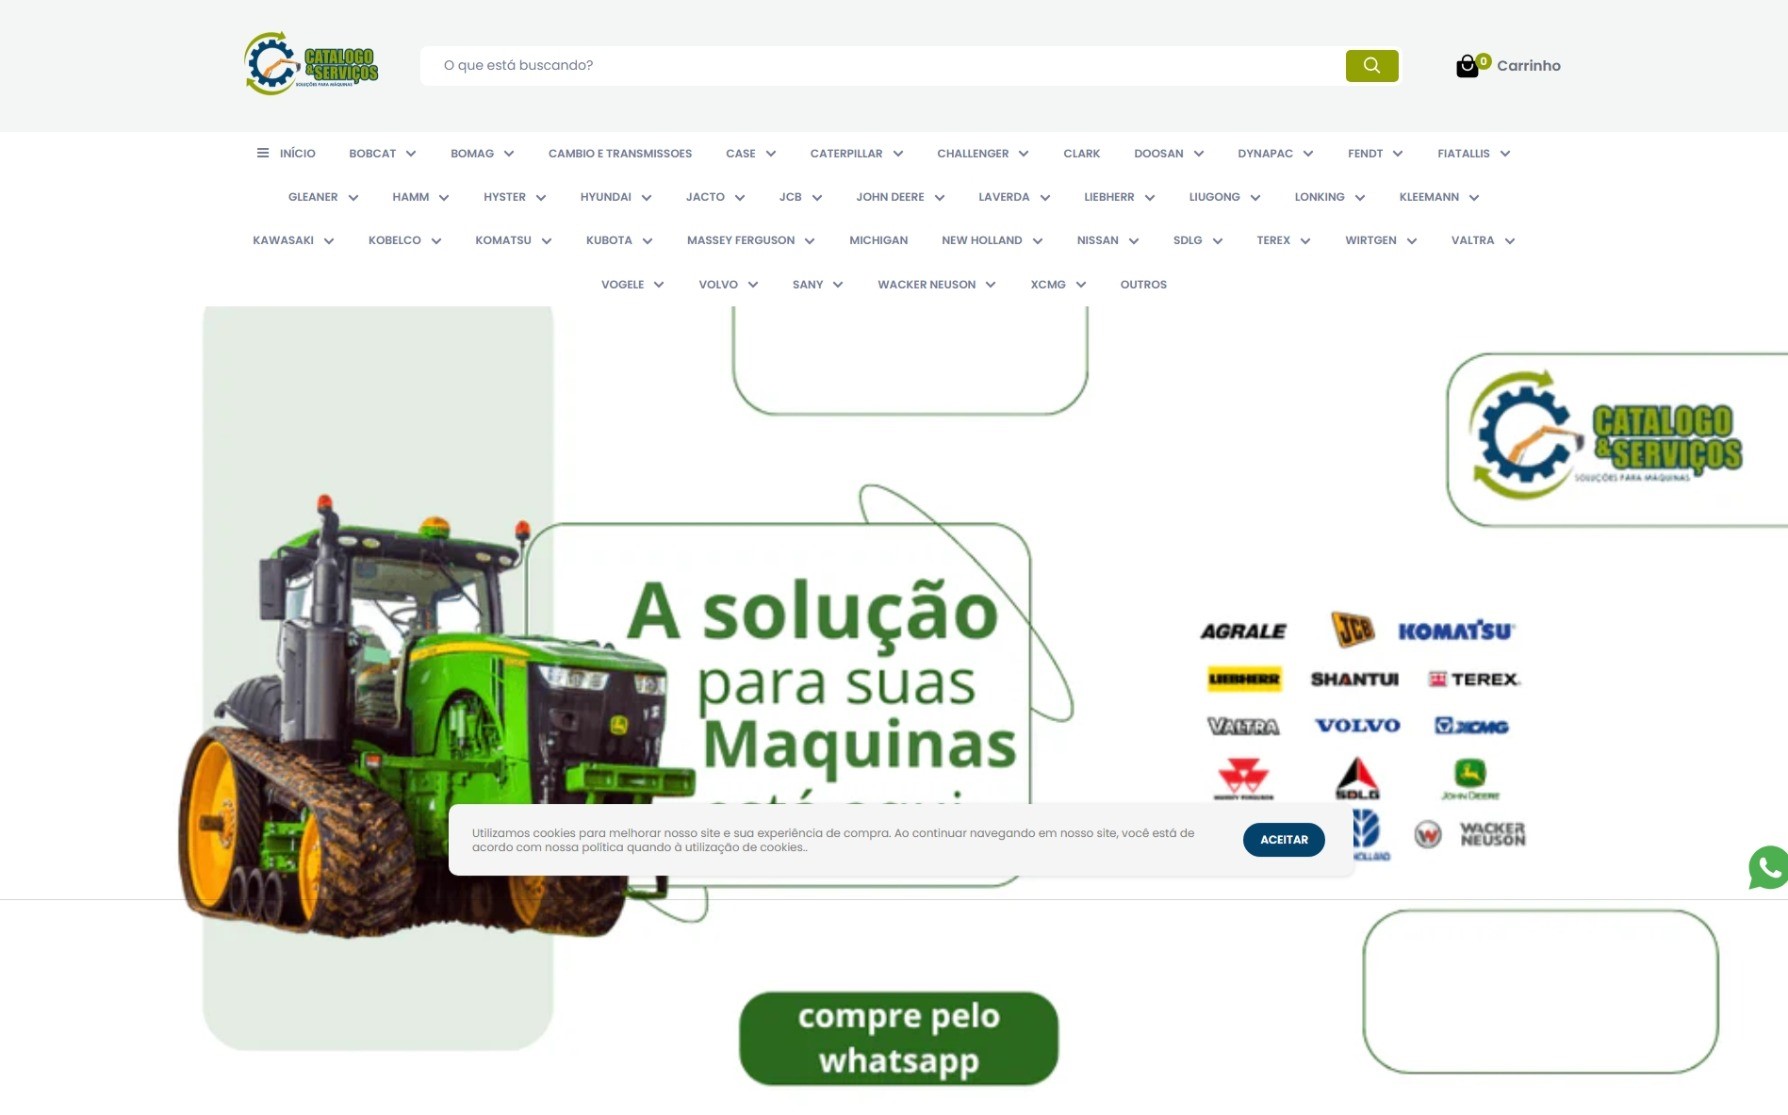 CATALOGO
&SERVIÇOS
SOLUÇÕES PARA MÁQUINAS
O que está buscando?
0 Carrinho
INÍCIO BOBCAT BOMAG CAMBIO E TRANSMISSOES CASE CATERPILLAR CHALLENGER CLARK DOOSAN DYNAPAC FENDT FIATALLIS
GLEANER HAMM HYSTER HYUNDAI JACTO JCB JOHN DEERE LAVERDA LIEBHERR LIUGONG LONKING KLEEMANN
KAWASAKI KOBELCO KOMATSU KUBOTA MASSEY FERGUSON MICHIGAN NEW HOLLAND NISSAN SDLG TEREX WIRTGEN VALTRA
VOGELE VOLVO SANY WACKER NEUSON XCMG OUTROS
CATALOGO
&SERVIÇOS
SOLUÇÕES PARA MÁQUINAS
A solução
para suas
Maquinas
AGRALE JCB KOMATSU
LIEBHERR SHANTUI TEREX
VALTRA VOLVO XCMG
MASSEY FERGUSON SDLG JOHN DEERE
WACKER
NEUSON
Utilizamos cookies para melhorar nosso site e sua experiência de compra. Ao continuar navegando em nosso site, você está de
acordo com nossa política quando à utilização de cookies..
ACEITAR
compre pelo
whatsapp